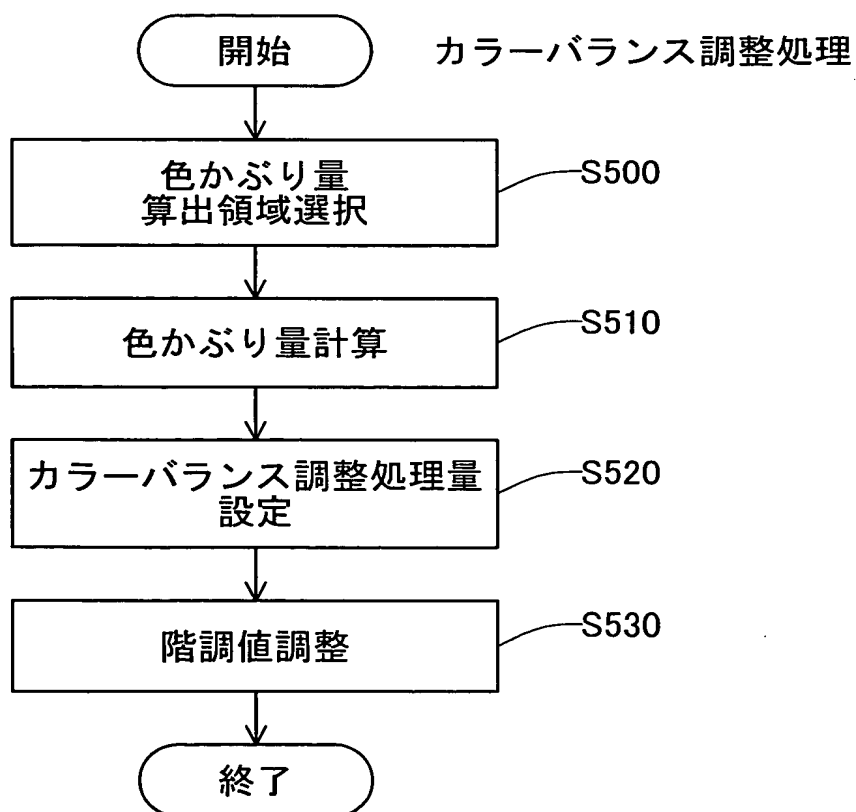 開始
カラーバランス調整処理
色かぶり量
算出領域選択
S500
色かぶり量計算
S510
カラーバランス調整処理量
設定
S520
階調値調整
S530
終了